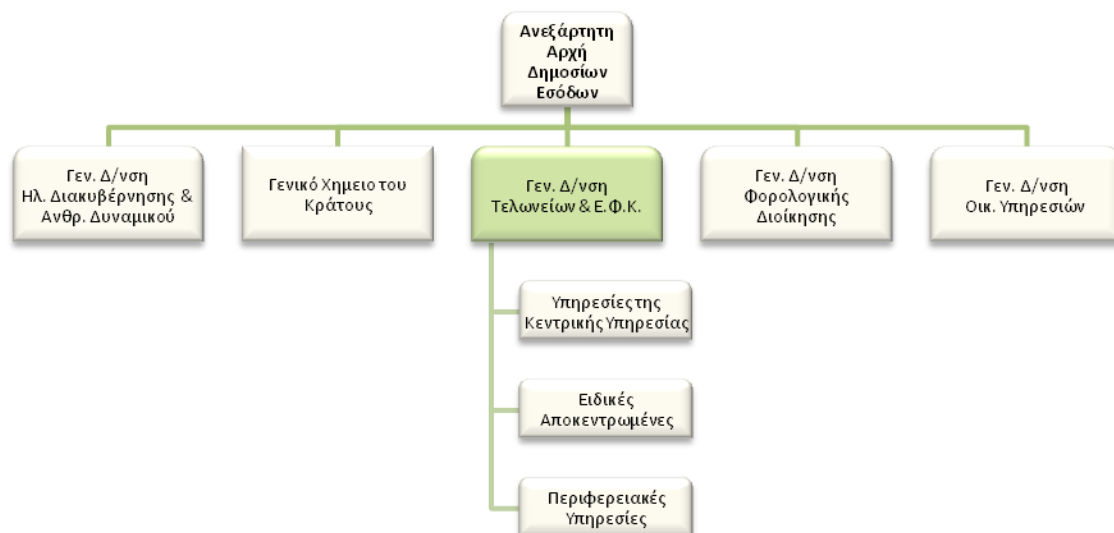 Ανεξάρτητη
Αρχή
Δημοσίων
Εσόδων
Γεν. Δ/νση
Ηλ. Διακυβέρνησης &
Ανθρ. Δυναμικού
Γενικό Χημειο του
Κράτους
Γεν. Δ/νση
Τελωνείων & Ε.Φ.Κ.
Γεν. Δ/νση
Φορολογικής
Διοίκησης
Γεν. Δ/νση
Οικ. Υπηρεσιών
Υπηρεσίες της
Κεντρικής Υπηρεσίας
Ειδικές
Αποκεντρωμένες
Περιφερειακές
Υπηρεσίες